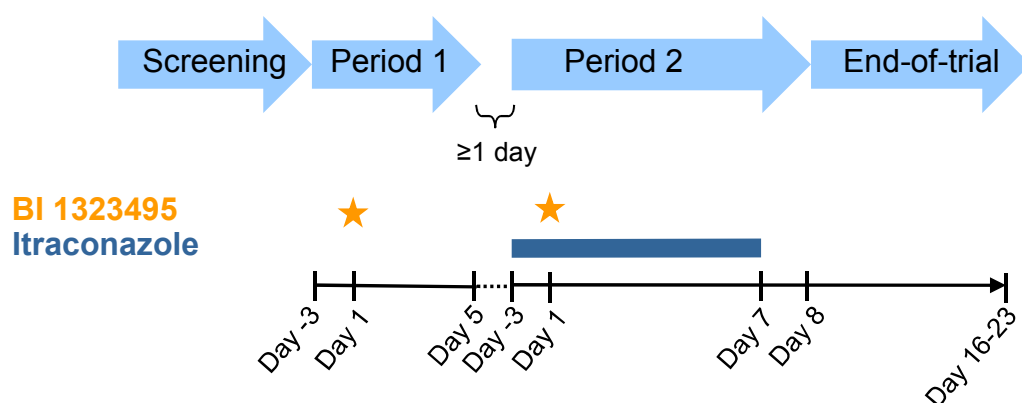 Screening
Period 1
Period 2
End-of-trial
≥1 day
BI 1323495
Itraconazole
Day -3
Day 1
Day 5
Day -3
Day 1
Day 7
Day 8
Day 16-23